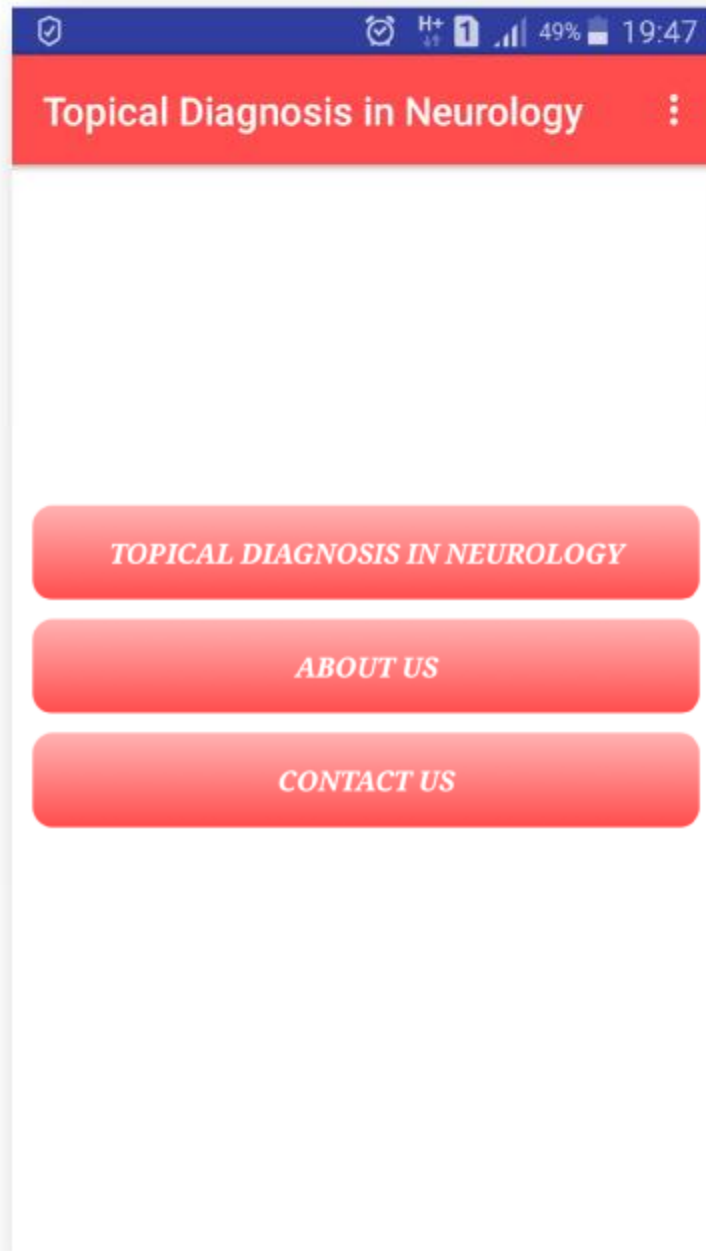 H+ 1 49% 19:47
Topical Diagnosis in Neurology
TOPICAL DIAGNOSIS IN NEUROLOGY
ABOUT US
CONTACT US